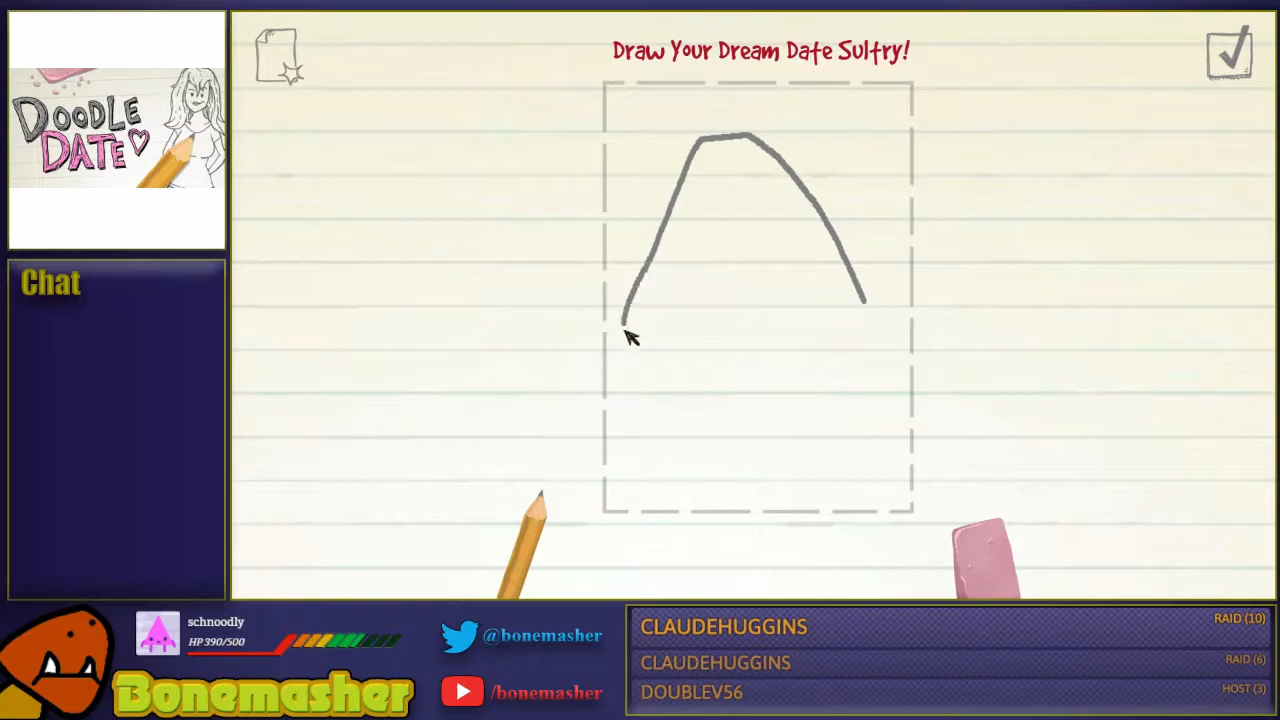 Draw Your Dream Date Sultry!
DOODLE
DATE
Chat
schnoodly
HP 390/500
Bonemasher
@bonemasher
/bonemasher
CLAUDEHUGGINS RAID (10)
CLAUDEHUGGINS RAID (6)
DOUBLEV56 HOST (3)